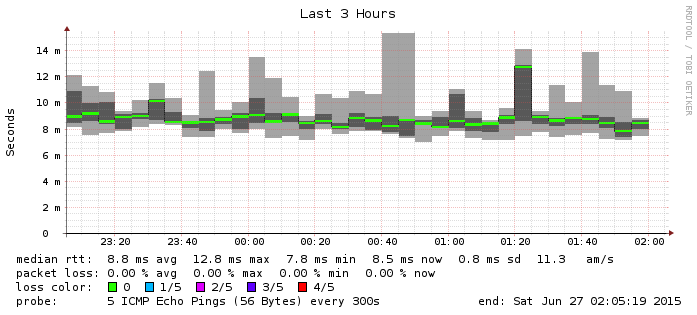 Last 3 Hours
RRDTOOL / TOBI OETIKER
Seconds
14 m
12 m
10 m
8 m
6 m
4 m
2 m
0
23:20 23:40 00:00 00:20 00:40 01:00 01:20 01:40 02:00
median rtt: 8.8 ms avg 12.8 ms max 7.8 ms min 8.5 ms now 0.8 ms sd 11.3 am/s
packet loss: 0.00 % avg 0.00 % max 0.00 % min 0.00 % now
loss color: 0 1/5 2/5 3/5 4/5
probe: 5 ICMP Echo Pings (56 Bytes) every 300s end: Sat Jun 27 02:05:19 2015